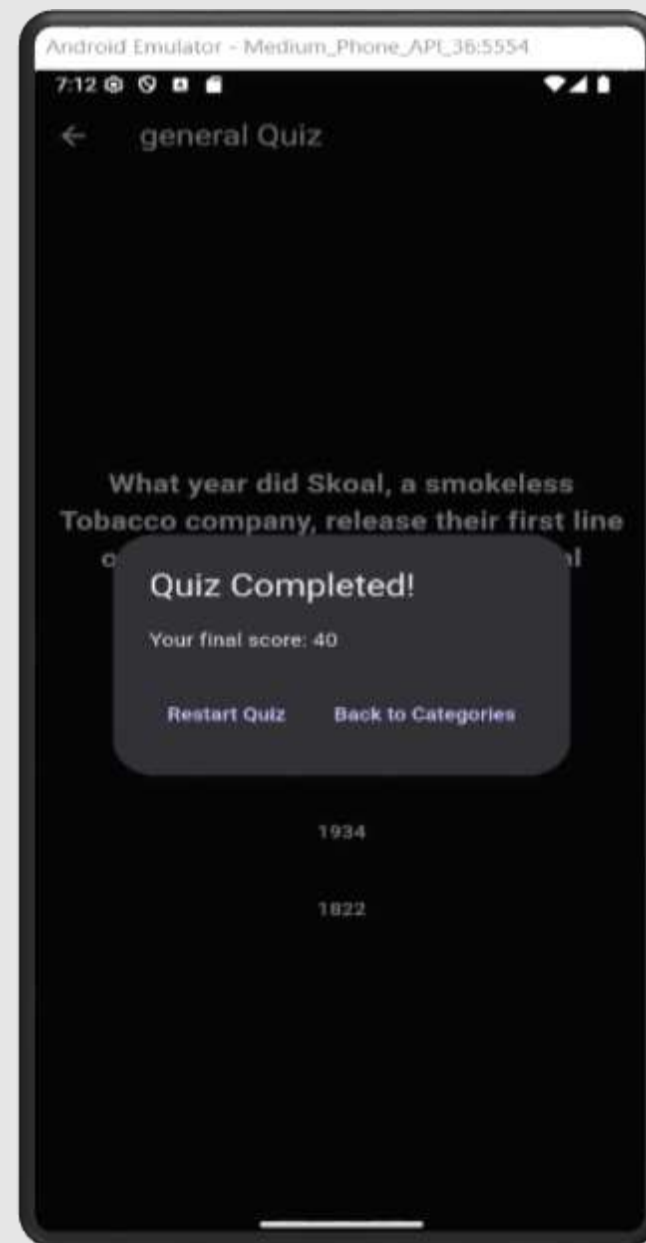 Android Emulator - Medium_Phone_API_36:5554
7:12
general Quiz
What year did Skoal, a smokeless
Tobacco company, release their first line
Quiz Completed!
Your final score: 40
Restart Quiz Back to Categories
1934
1822